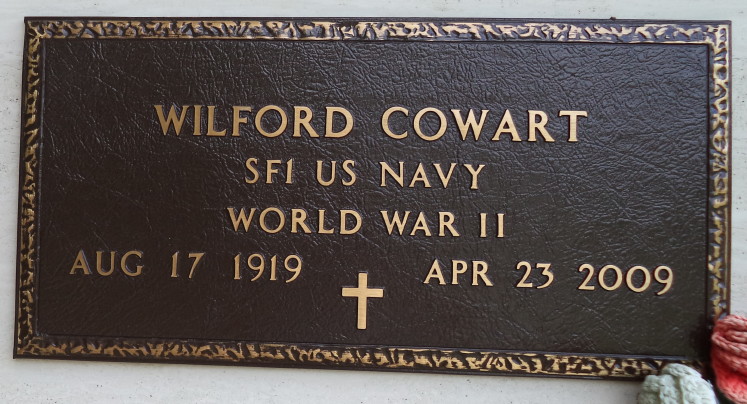 WILFORD COWART
SF1 US NAVY
WORLD WAR II
AUG 17 1919 APR 23 2009